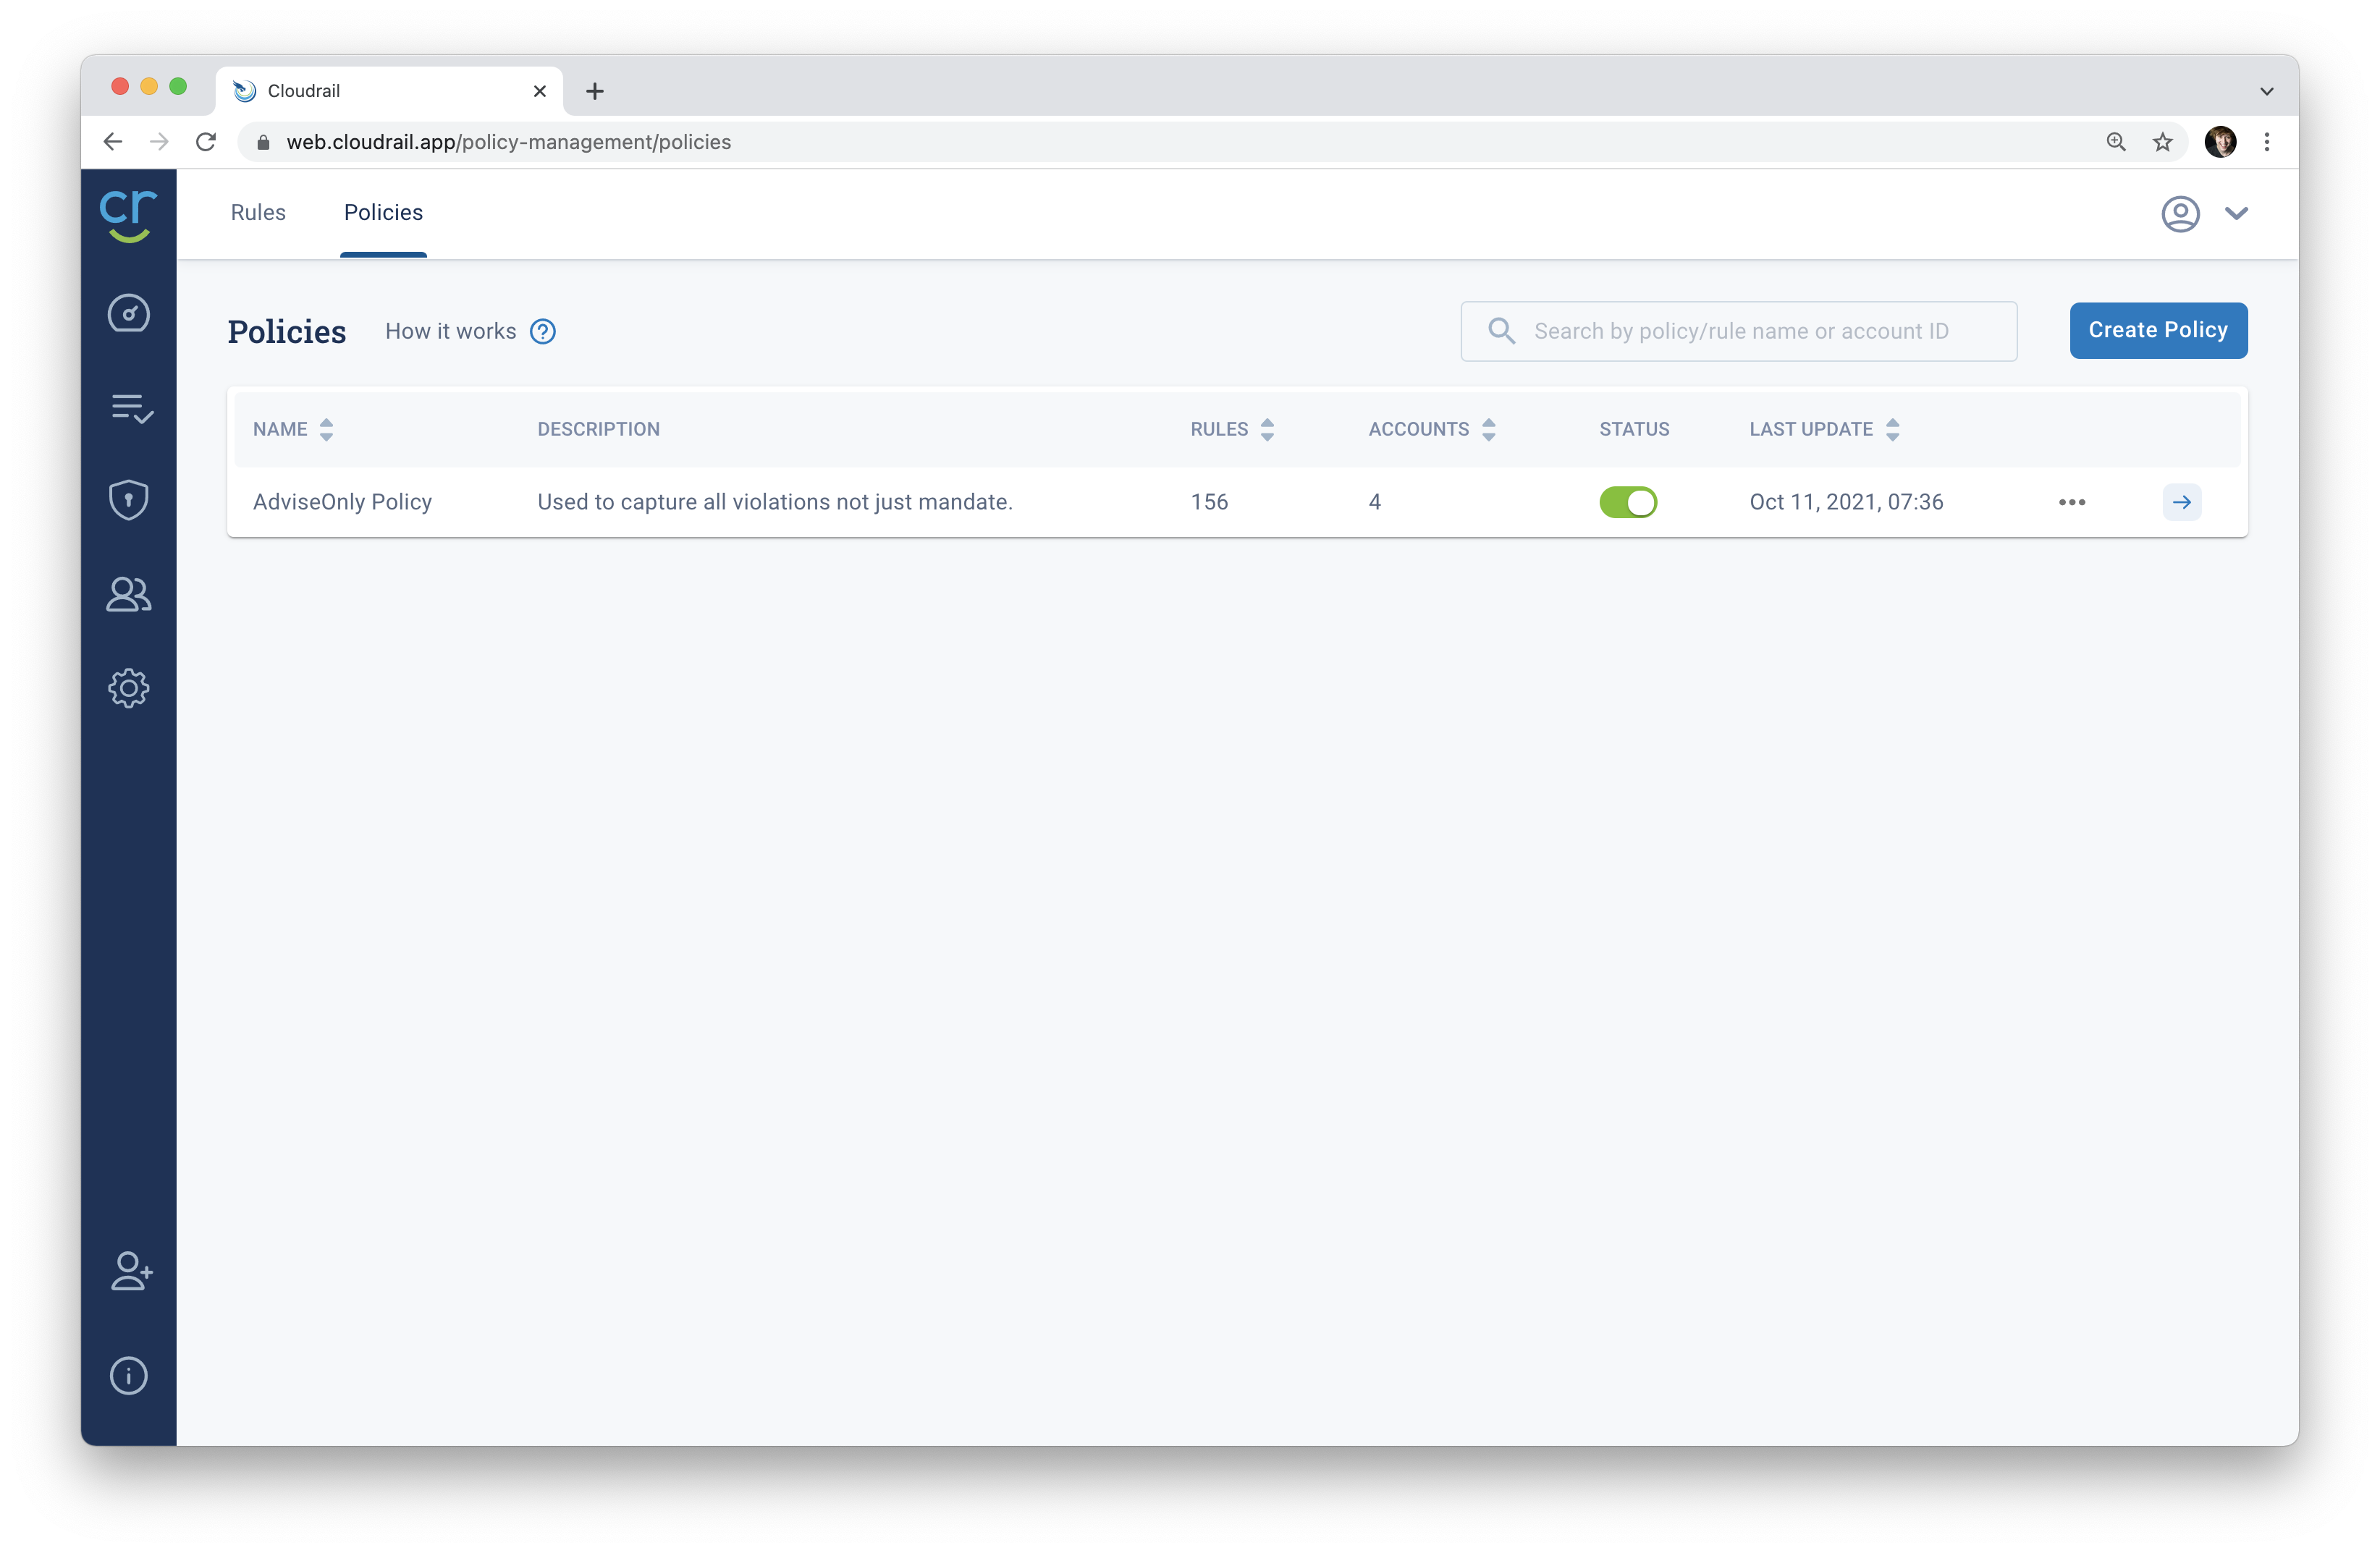 Cloudrail
web.cloudrail.app/policy-management/policies
cr
Rules Policies
Policies How it works ? Search by policy/rule name or account ID Create Policy
NAME DESCRIPTION RULES ACCOUNTS STATUS LAST UPDATE
AdviseOnly Policy Used to capture all violations not just mandate. 156 4 Oct 11, 2021, 07:36